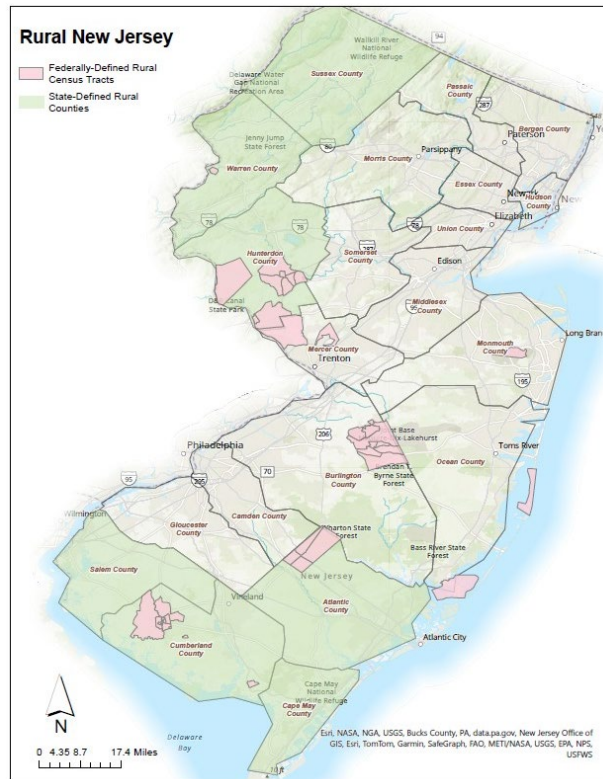 Rural New Jersey
Federally-Defined Rural
Census Tracts
State-Defined Rural
Counties
Wallkill River
National
Wildlife Refuge
94
Sussex County
Delaware Water
Gap National
Recreation Area
Passaic
County
287
Bergen County
Jenny Jump
State Forest
80
Paterson
Parsippany
Morris County
Warren County
Essex County
Newark
Hudson
County
Elizabeth
78
78
78
Union County
Hunterdon
County
Somerset
County
287
Edison
Middlesex
County
95
State Park
Mercer County
Trenton
Monmouth
County
Long Bran
195
206
Philadelphia
Toms River
Ocean County
70
Burlington
County
Byrne State
Forest
95
295
Wilmington
Camden County
Gloucester
County
Wharton State
Forest
Bass River State
Forest
Salem County
New Jersey
Vineland
Atlantic
County
Cumberland
County
Atlantic City
Cape May
National
Wildlife Refuge
Cape May
County
N
Delaware
Bay
0 4.35 8.7 17.4 Miles
Esri, NASA, NGA, USGS, Bucks County, PA, data.pa.gov, New Jersey Office of
GIS, Esri, TomTom, Garmin, SafeGraph, FAO, METI/NASA, USGS, EPA, NPS,
USFWS